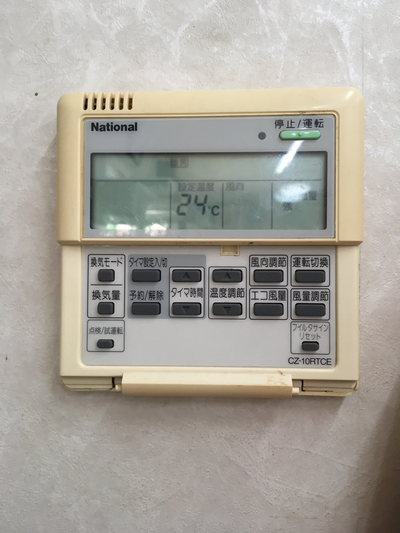 National
停止/運転
設定温度 風向
24℃
換気モード タイマ設定入/切 風向調節 運転切換
換気量 予約/解除 タイマ時間 温度調節 エコ風量 風量調節
点検/試運転 フィルタサイン
リセット
CZ-10RTCE